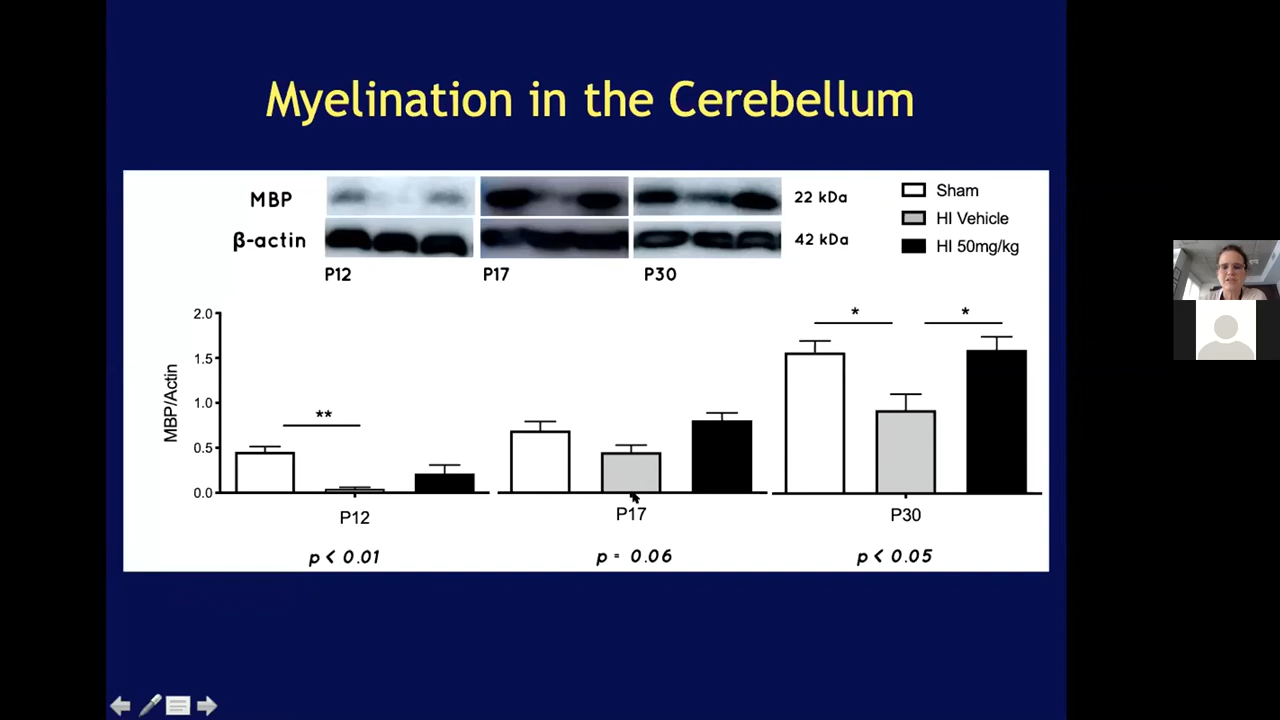 Myelination in the Cerebellum
MBP
22 kDa
β-actin
42 kDa
P12
P17
P30
Sham
HI Vehicle
HI 50mg/kg
MBP/Actin
2.0
1.5
1.0
0.5
0.0
**
*
*
P12
P17
P30
p < 0.01
p = 0.06
p < 0.05